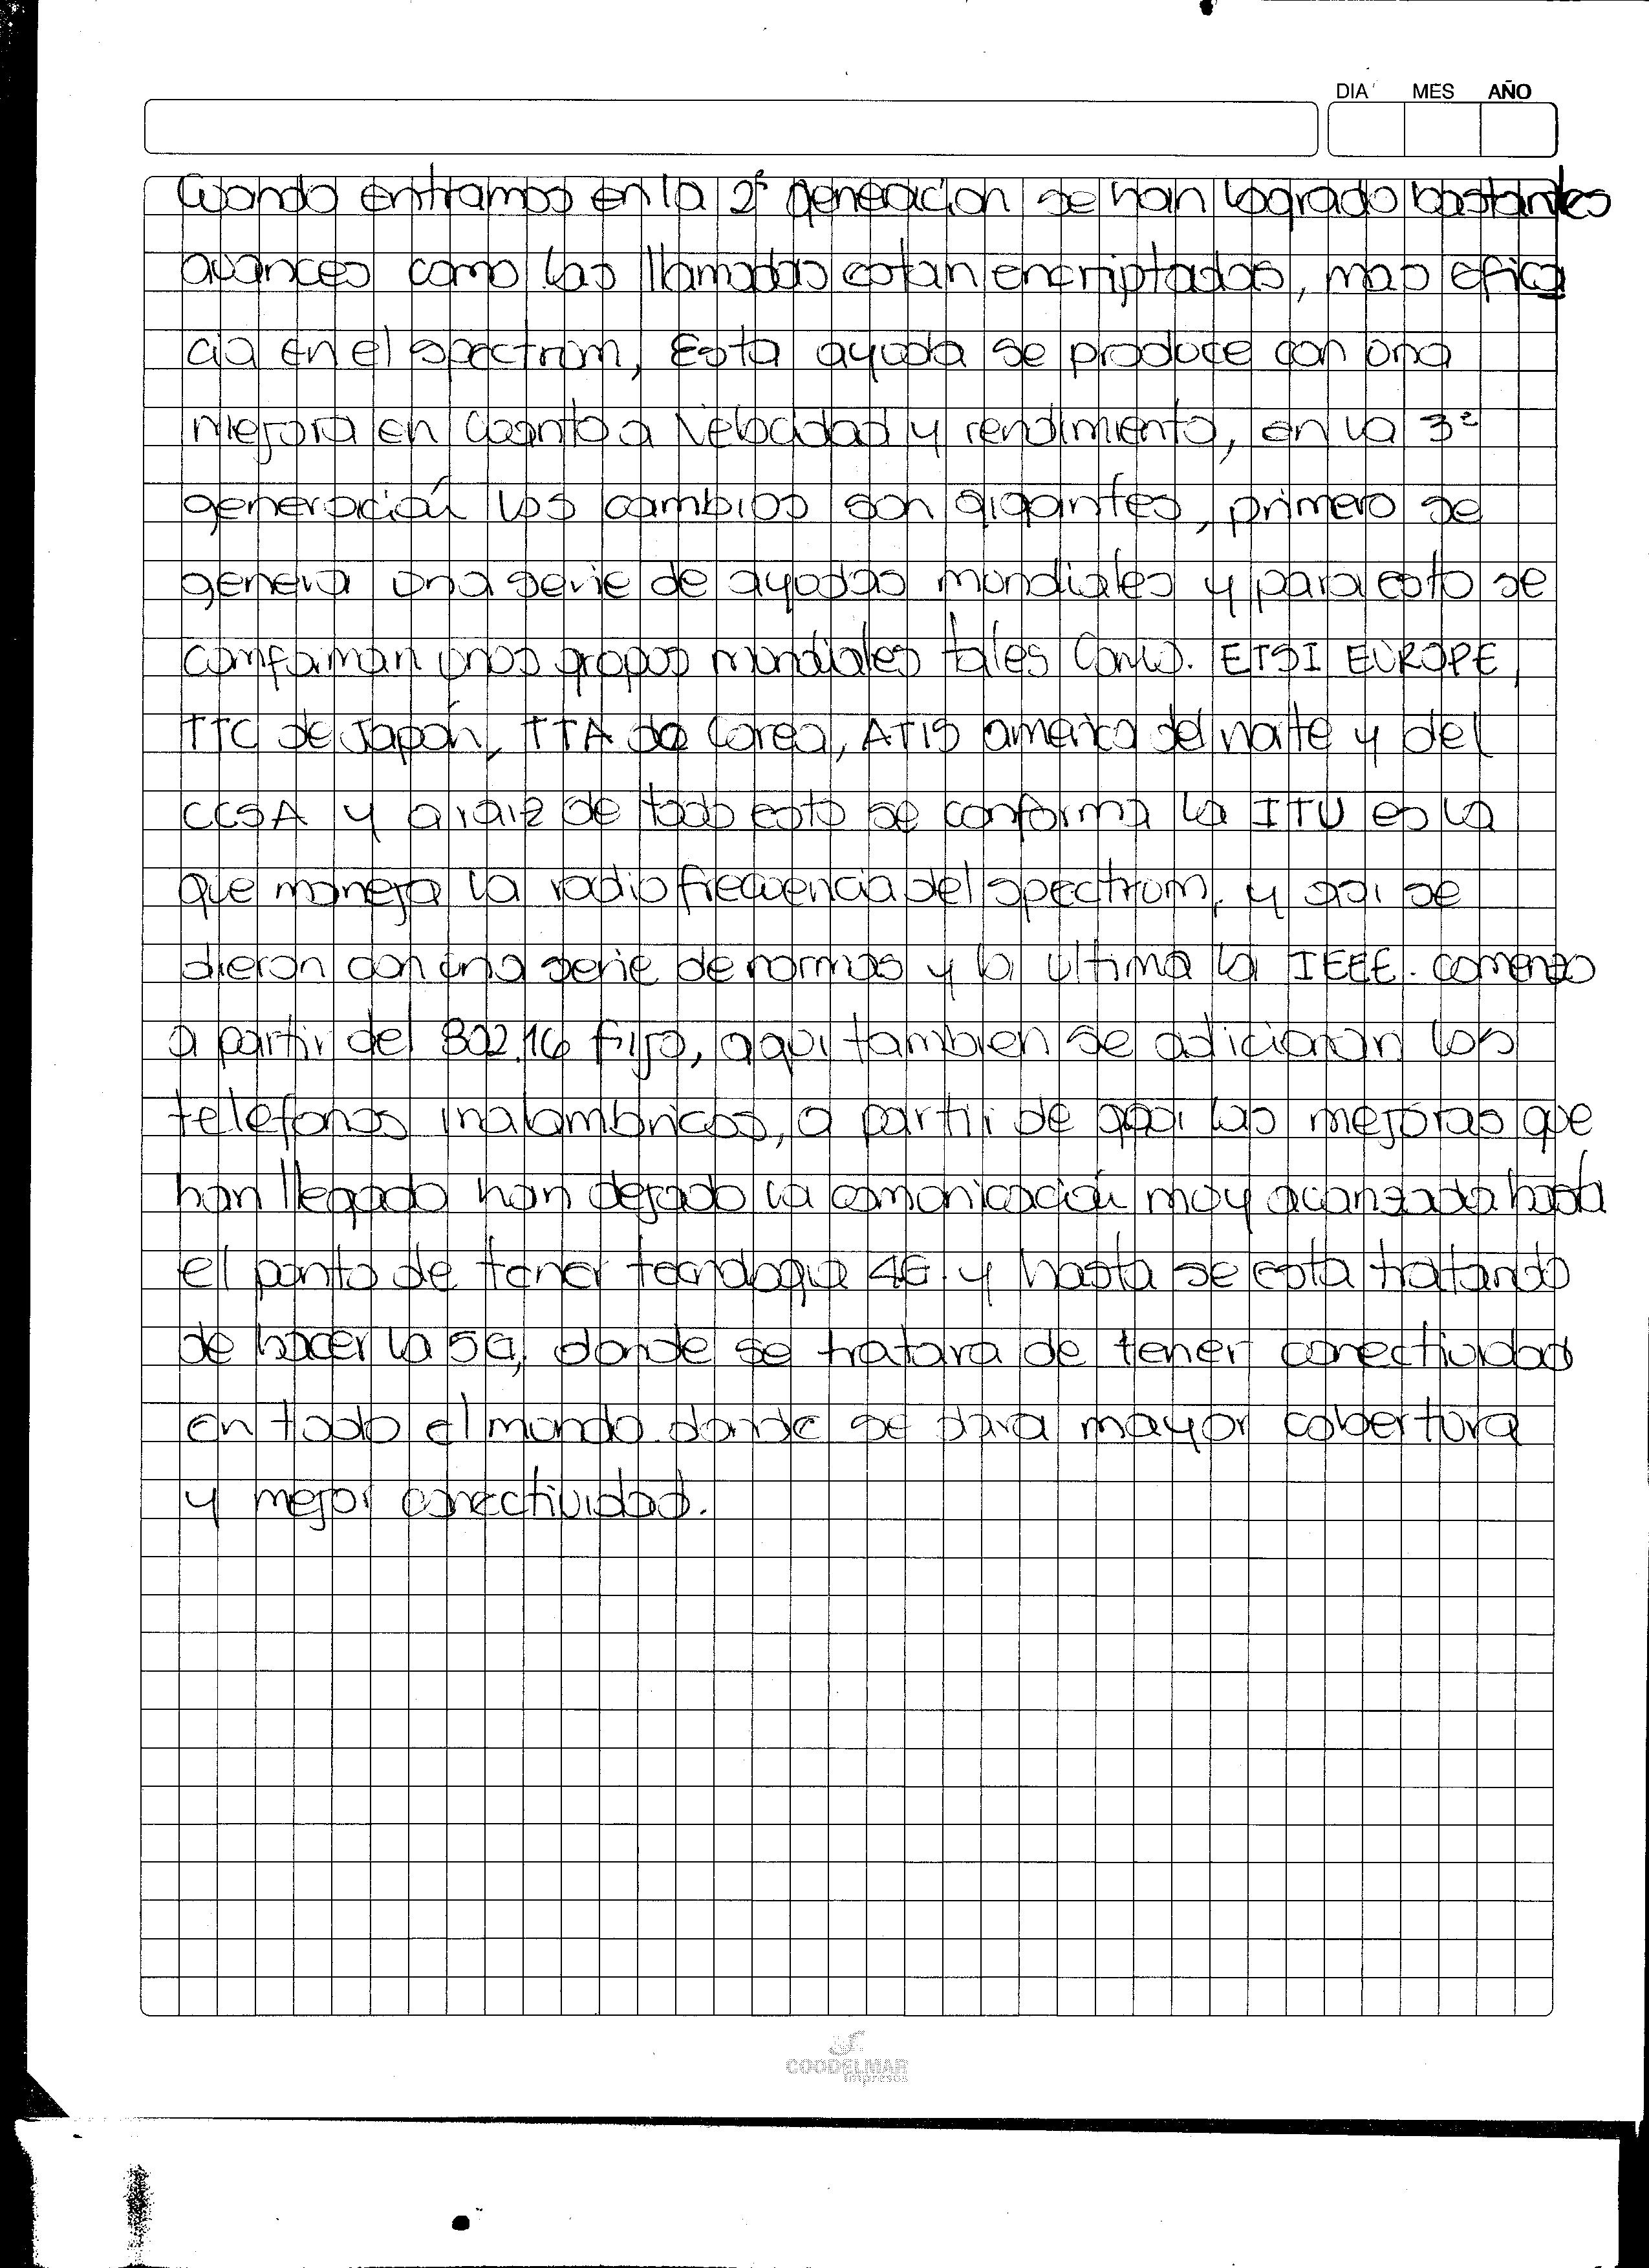 DIA MES AÑO
Cuando entramos en la 2ª generacion se han logrado bastantes
avances como las llamadas estan encriptadas, mas efica
cia en el spectrum, Esta ayuda se produce con una
mejora en cuanto a velocidad y rendimiento, en la 3ª
generación los cambios son gigantes, primero se
genera una serie de ayudas mundiales y para esto se
conforman unos grupos mundiales tales como. ETSI EUROPE,
TTC de Japón, TTA de Corea, ATIS america del norte y del
CCSA y a raiz de todo esto se conforma la ITU es la
que maneja la radio frecuencia del spectrum, y asi se
dieron con una serie de normas y la ultima la IEEE. comenzo
a partir del 802.16 fijo, aqui tambien se adicionan los
telefonos inalambricos, a partir de aqui las mejoras que
han llegado han dejado la comunicación muy avanzada hasta
el punto de tener tecnologia 4G. y hasta se esta tratando
de hacer la 5G, donde se tratara de tener conectividad
en todo el mundo donde se dara mayor cobertura
y mejor conectividad.
COODELMAR
Impresos